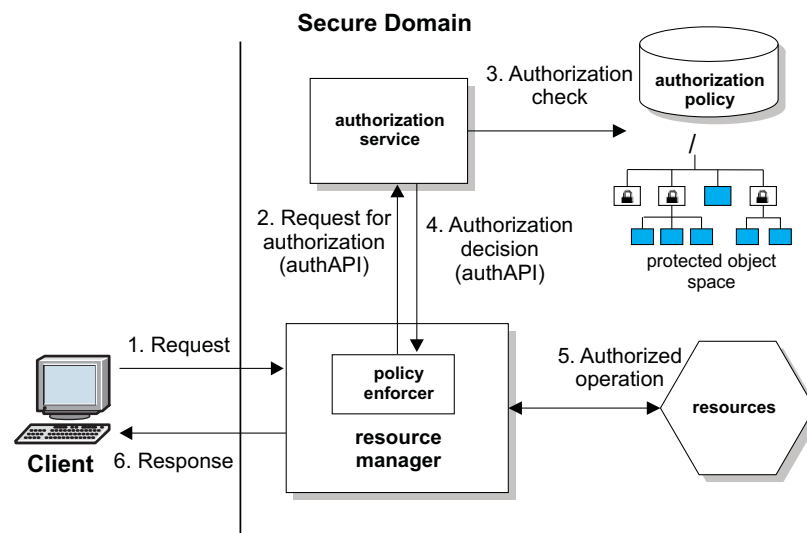 Secure Domain
authorization
service
3. Authorization
check
authorization
policy
/
2. Request for
authorization
(authAPI)
4. Authorization
decision
(authAPI)
protected object
space
1. Request
policy
enforcer
resource
manager
5. Authorized
operation
resources
Client
6. Response